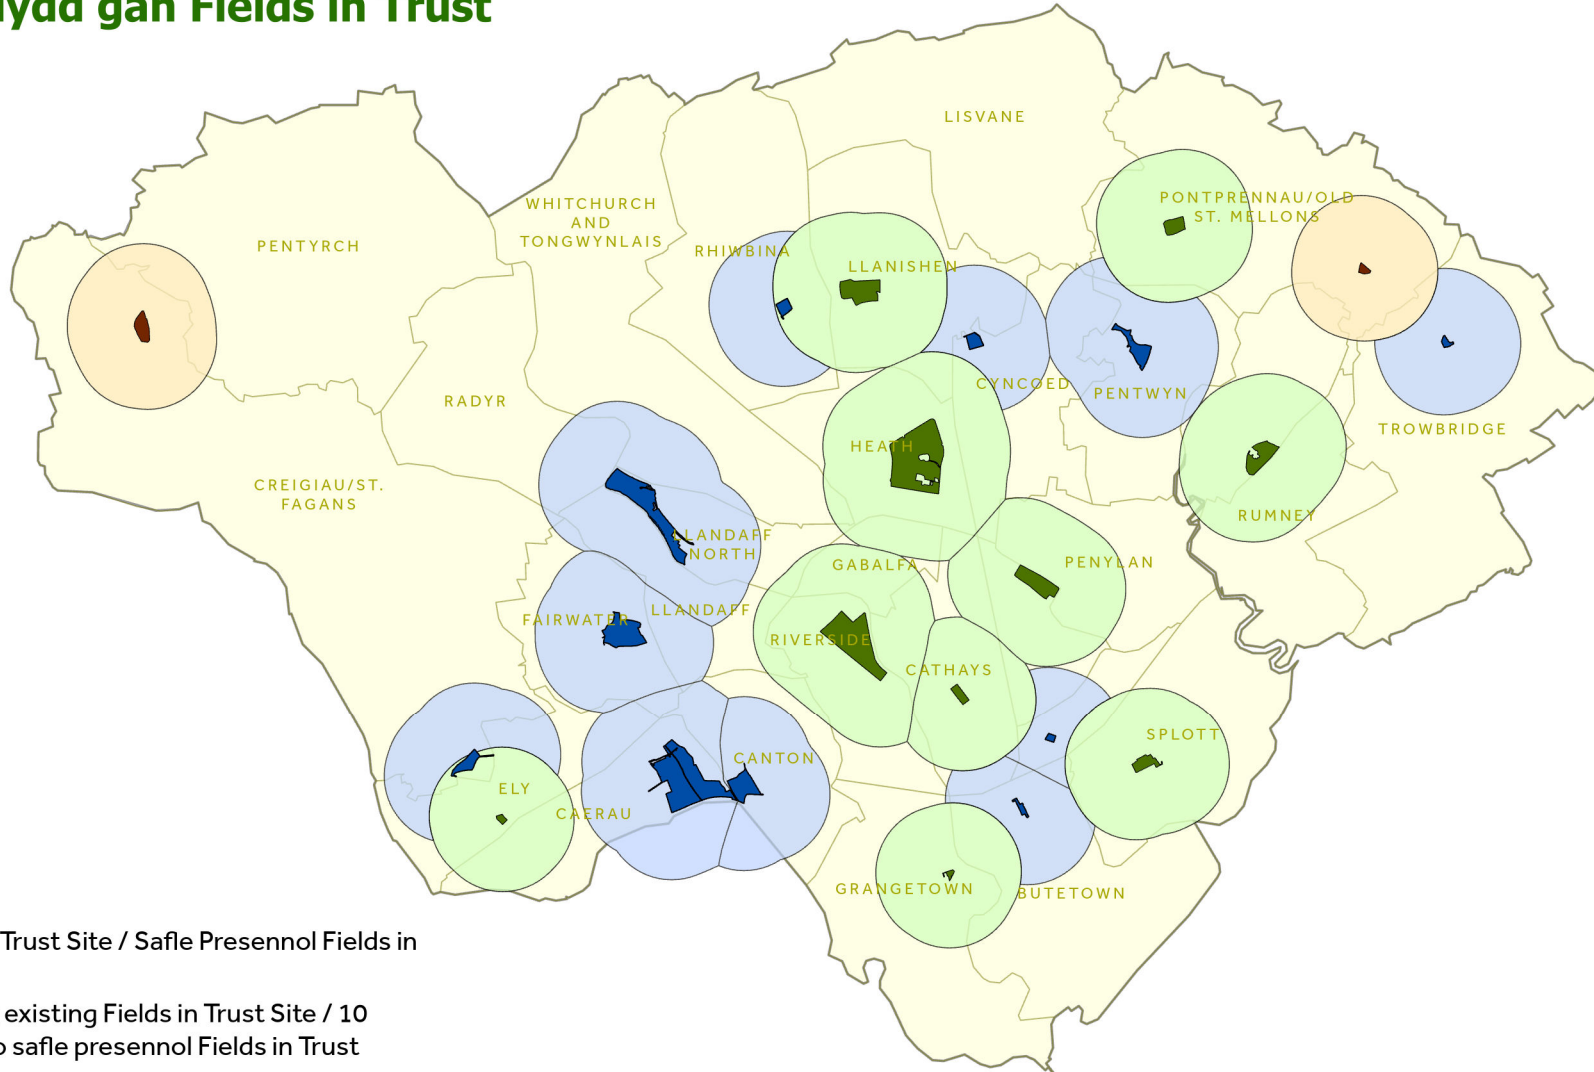 lydd gan Fields in Trust
LISVANE
PONTPRENNAU/OLD
ST. MELLONS
WHITCHURCH
AND
TONGWYNLAIS
PENTYRCH
RHIWBINA
LLANISHEN
CYNCOED
PENTWYN
RADYR
TROWBRIDGE
HEATH
CREIGIAU/ST.
FAGANS
RUMNEY
LLANDAFF
NORTH
GABALFA
PENYLAN
LLANDAFF
FAIRWATER
RIVERSIDE
CATHAYS
SPLOTT
CANTON
ELY
CAERAU
GRANGETOWN
BUTETOWN
Trust Site / Safle Presennol Fields in
existing Fields in Trust Site / 10
o safle presennol Fields in Trust